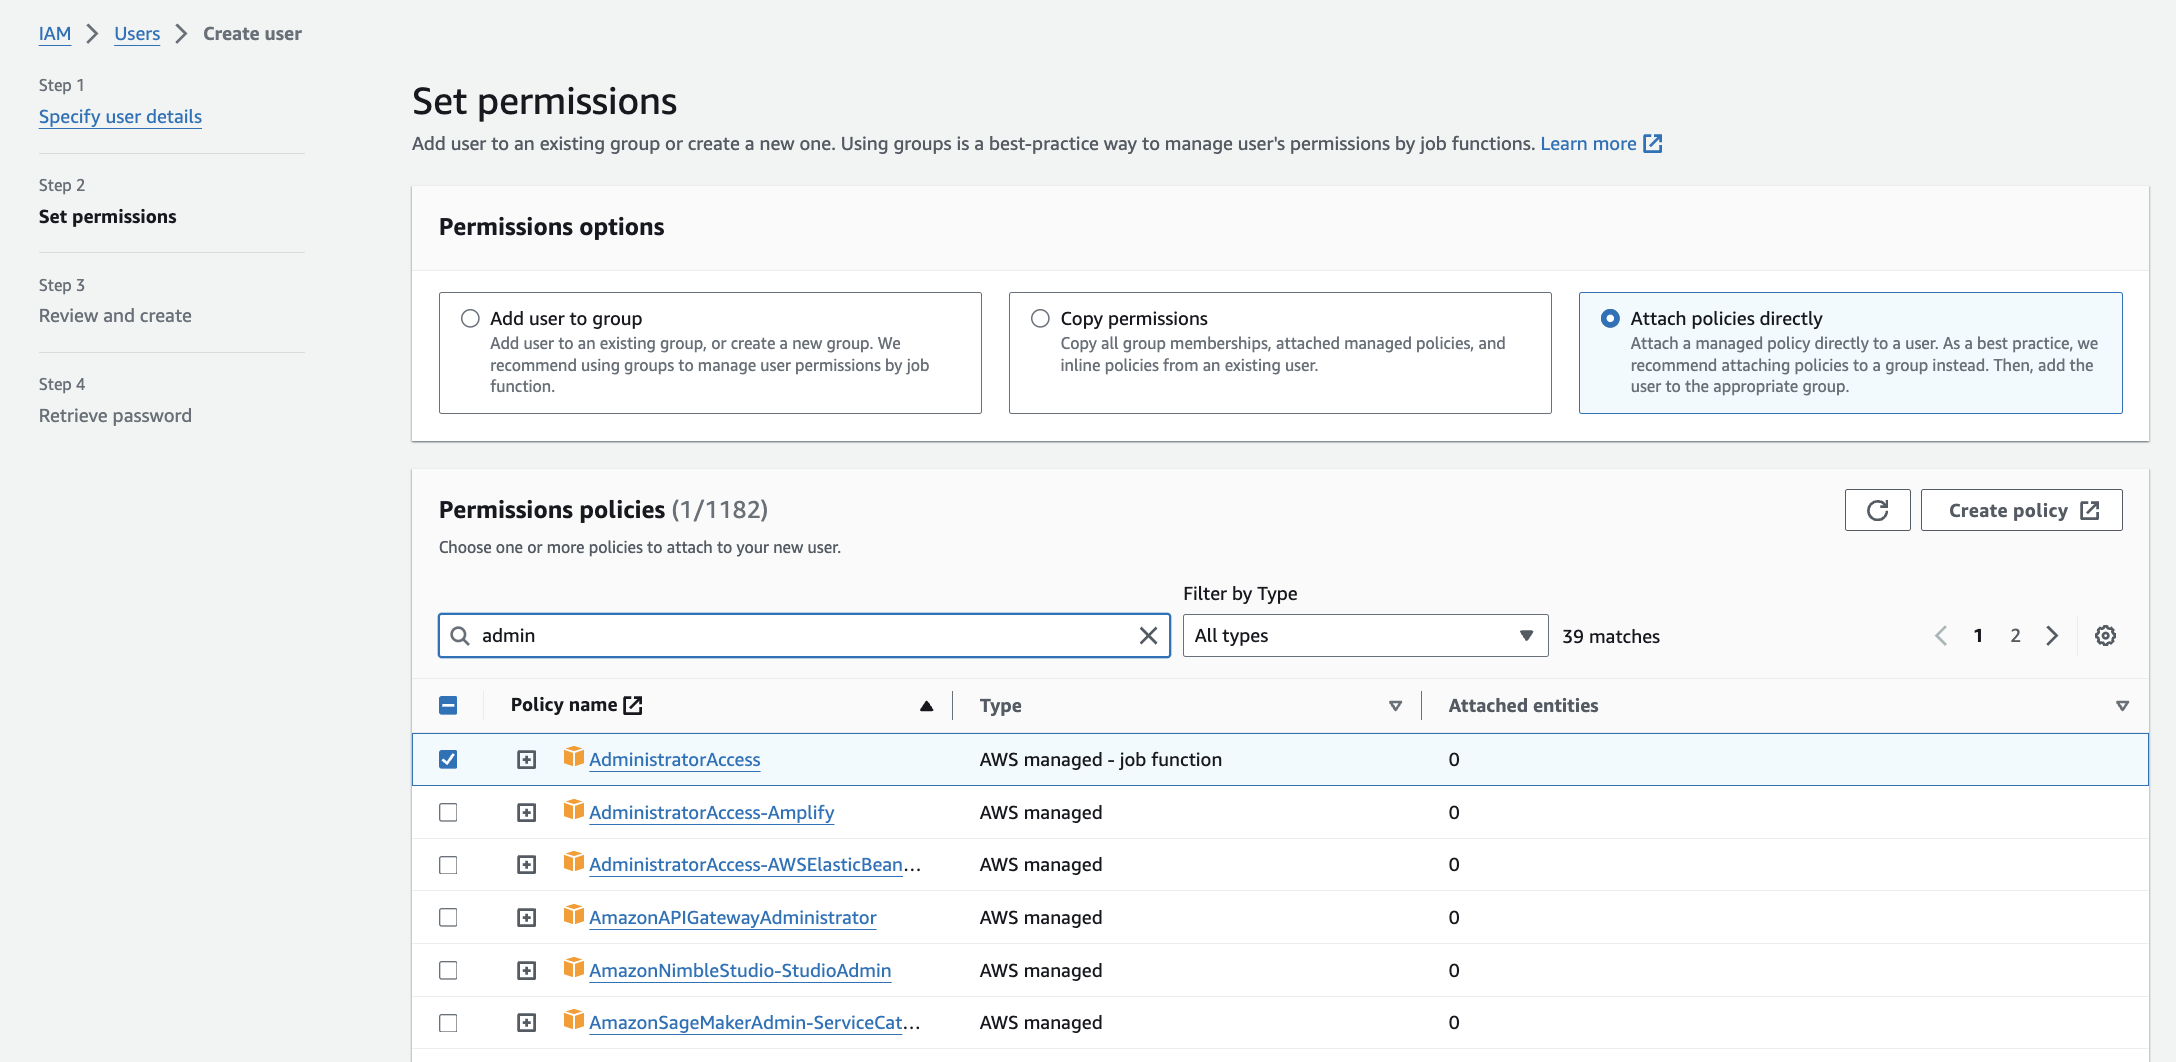 IAM > Users > Create user
Step 1
Specify user details
Step 2
Set permissions
Step 3
Review and create
Step 4
Retrieve password
Set permissions
Add user to an existing group or create a new one. Using groups is a best-practice way to manage user's permissions by job functions. Learn more
Permissions options
Add user to group
Add user to an existing group, or create a new group. We
recommend using groups to manage user permissions by job
function.
Copy permissions
Copy all group memberships, attached managed policies, and
inline policies from an existing user.
Attach policies directly
Attach a managed policy directly to a user. As a best practice, we
recommend attaching policies to a group instead. Then, add the
user to the appropriate group.
Permissions policies (1/1182)
Create policy
Choose one or more policies to attach to your new user.
Filter by Type
admin
All types
39 matches
1 2
Policy name Type Attached entities
AdministratorAccess AWS managed - job function 0
AdministratorAccess-Amplify AWS managed 0
AdministratorAccess-AWSElasticBean... AWS managed 0
AmazonAPIGatewayAdministrator AWS managed 0
AmazonNimbleStudio-StudioAdmin AWS managed 0
AmazonSageMakerAdmin-ServiceCat... AWS managed 0